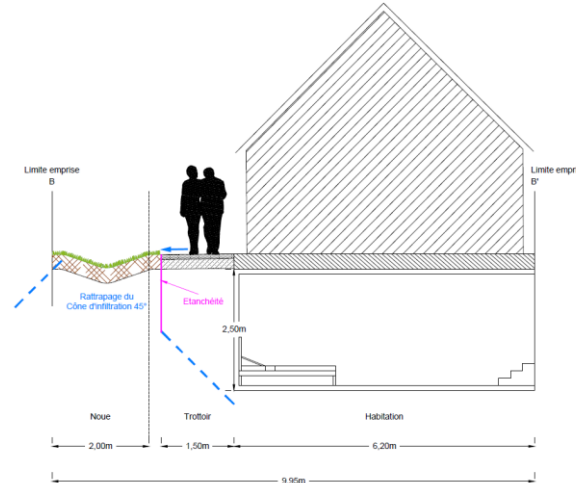 Limite emprise
B
Limite empri
B'
Rattrapage du
Cône d'infiltration 45°
Etanchéité
2,50m
Noue
Trottoir
Habitation
2,00m
1,50m
6,20m
9,95m